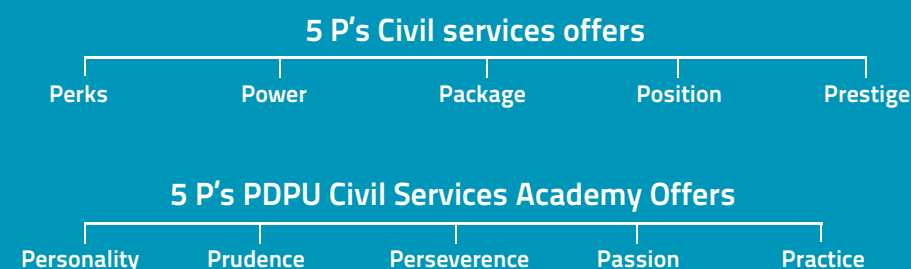 5 P's Civil services offers
Perks Power Package Position Prestige
5 P's PDPU Civil Services Academy Offers
Personality Prudence Perseverence Passion Practice